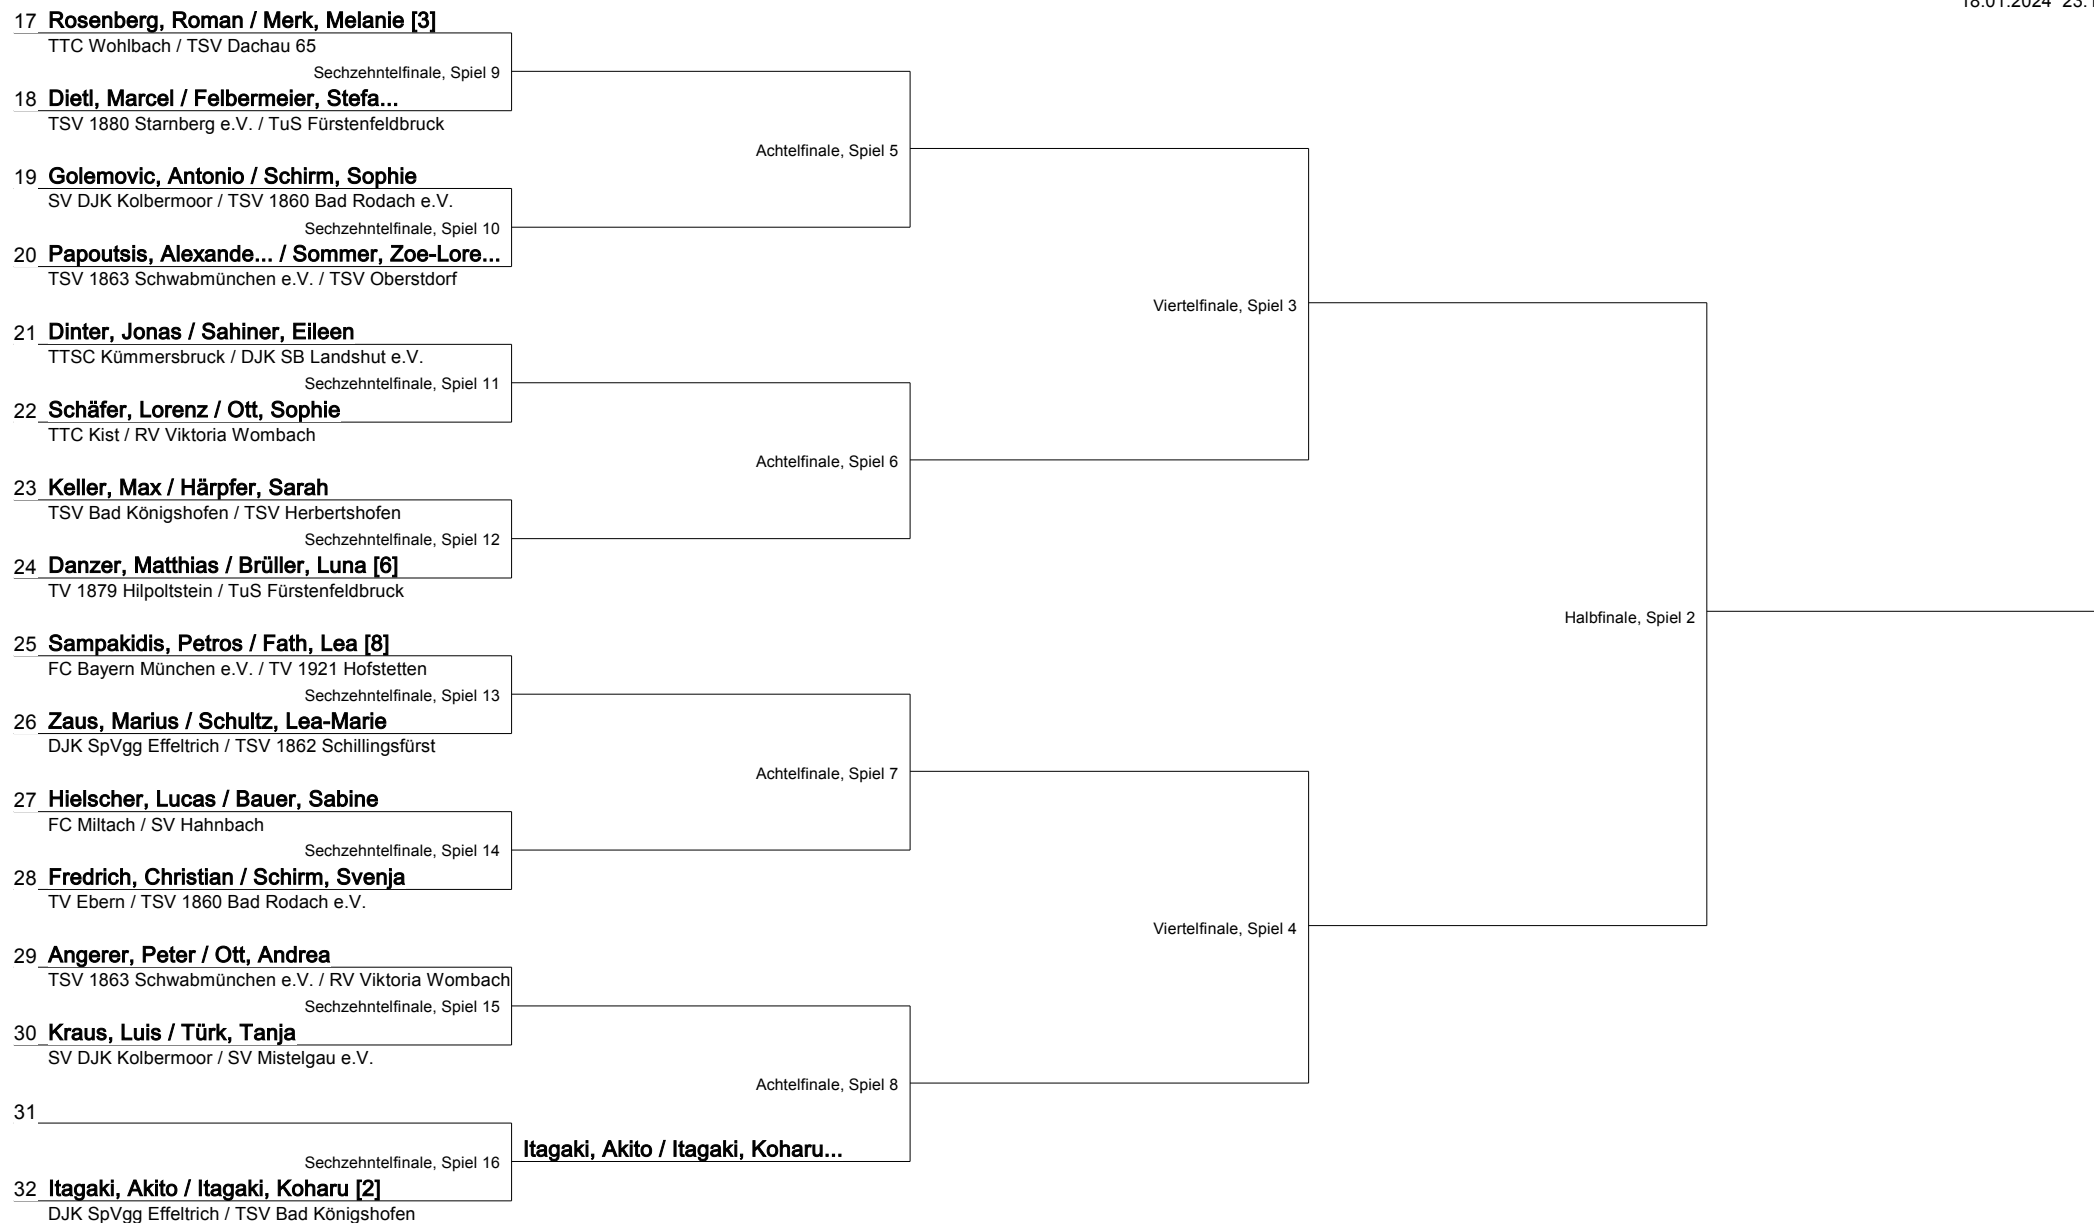 18.01.2024 23:1
17 Rosenberg, Roman / Merk, Melanie [3]
TTC Wohlbach / TSV Dachau 65
Sechzehntelfinale, Spiel 9
18 Dietl, Marcel / Felbermeier, Stefa...
TSV 1880 Starnberg e.V. / TuS Fürstenfeldbruck
Achtelfinale, Spiel 5
19 Golemovic, Antonio / Schirm, Sophie
SV DJK Kolbermoor / TSV 1860 Bad Rodach e.V.
Sechzehntelfinale, Spiel 10
20 Papoutsis, Alexande... / Sommer, Zoe-Lore...
TSV 1863 Schwabmünchen e.V. / TSV Oberstdorf
Viertelfinale, Spiel 3
21 Dinter, Jonas / Sahiner, Eileen
TTSC Kümmersbruck / DJK SB Landshut e.V.
Sechzehntelfinale, Spiel 11
22 Schäfer, Lorenz / Ott, Sophie
TTC Kist / RV Viktoria Wombach
Achtelfinale, Spiel 6
23 Keller, Max / Härpfer, Sarah
TSV Bad Königshofen / TSV Herbertshofen
Sechzehntelfinale, Spiel 12
24 Danzer, Matthias / Brüller, Luna [6]
TV 1879 Hilpoltstein / TuS Fürstenfeldbruck
Halbfinale, Spiel 2
25 Sampakidis, Petros / Fath, Lea [8]
FC Bayern München e.V. / TV 1921 Hofstetten
Sechzehntelfinale, Spiel 13
26 Zaus, Marius / Schultz, Lea-Marie
DJK SpVgg Effeltrich / TSV 1862 Schillingsfürst
Achtelfinale, Spiel 7
27 Hielscher, Lucas / Bauer, Sabine
FC Miltach / SV Hahnbach
Sechzehntelfinale, Spiel 14
28 Fredrich, Christian / Schirm, Svenja
TV Ebern / TSV 1860 Bad Rodach e.V.
Viertelfinale, Spiel 4
29 Angerer, Peter / Ott, Andrea
TSV 1863 Schwabmünchen e.V. / RV Viktoria Wombach
Sechzehntelfinale, Spiel 15
30 Kraus, Luis / Türk, Tanja
SV DJK Kolbermoor / SV Mistelgau e.V.
Achtelfinale, Spiel 8
31
Itagaki, Akito / Itagaki, Koharu...
Sechzehntelfinale, Spiel 16
32 Itagaki, Akito / Itagaki, Koharu [2]
DJK SpVgg Effeltrich / TSV Bad Königshofen